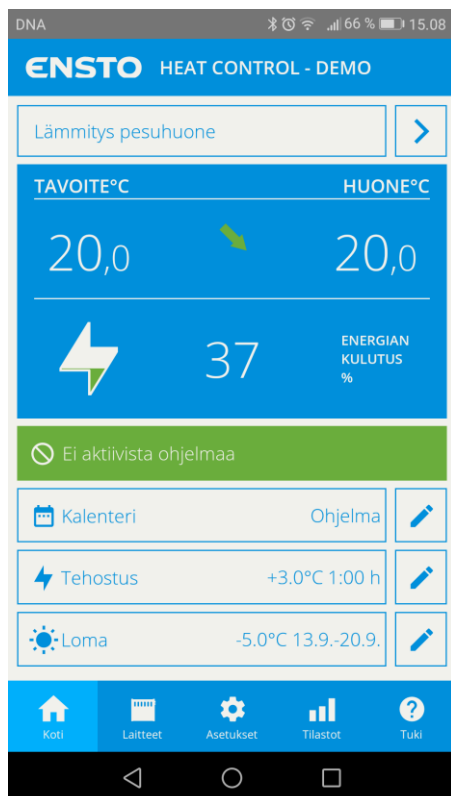 DNA 66 % 15.08
ENSTO HEAT CONTROL - DEMO
Lämmitys pesuhuone
TAVOITE°C HUONE°C
20,0 20,0
37 ENERGIAN
KULUTUS
%
Ei aktiivista ohjelmaa
Kalenteri Ohjelma
Tehostus +3.0°C 1:00 h
Loma -5.0°C 13.9.-20.9.
Koti Laitteet Asetukset Tilastot Tuki